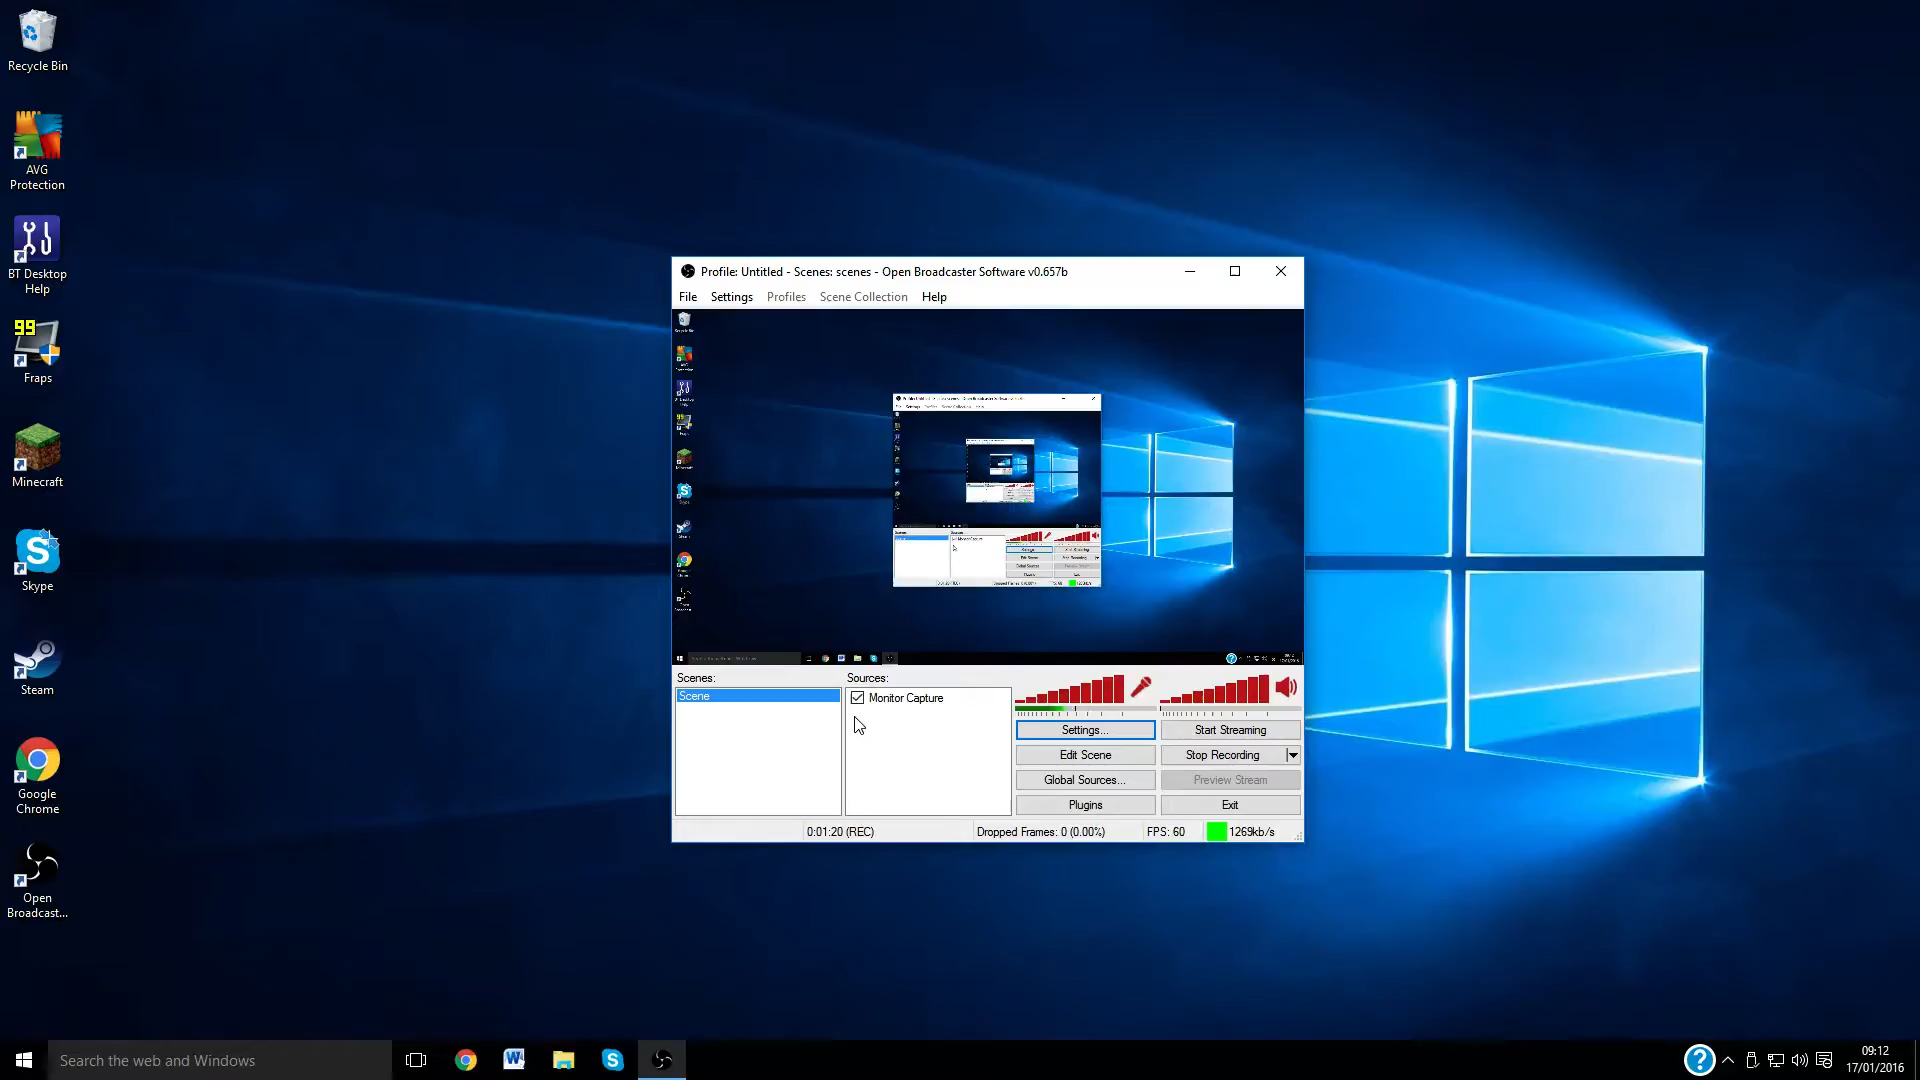 Recycle Bin
AVG
Protection
BT Desktop
Help
99
Fraps
Minecraft
Skype
Steam
Google
Chrome
Open
Broadcast...
Profile: Untitled - Scenes: scenes - Open Broadcaster Software v0.657b
File Settings Profiles Scene Collection Help
Scenes:
Scene
Sources:
Monitor Capture
Settings...
Start Streaming
Edit Scene
Stop Recording
Global Sources...
Preview Stream
Plugins
Exit
0:01:20 (REC)
Dropped Frames: 0 (0.00%)
FPS: 60
1269kb/s
Search the web and Windows
09:12
17/01/2016